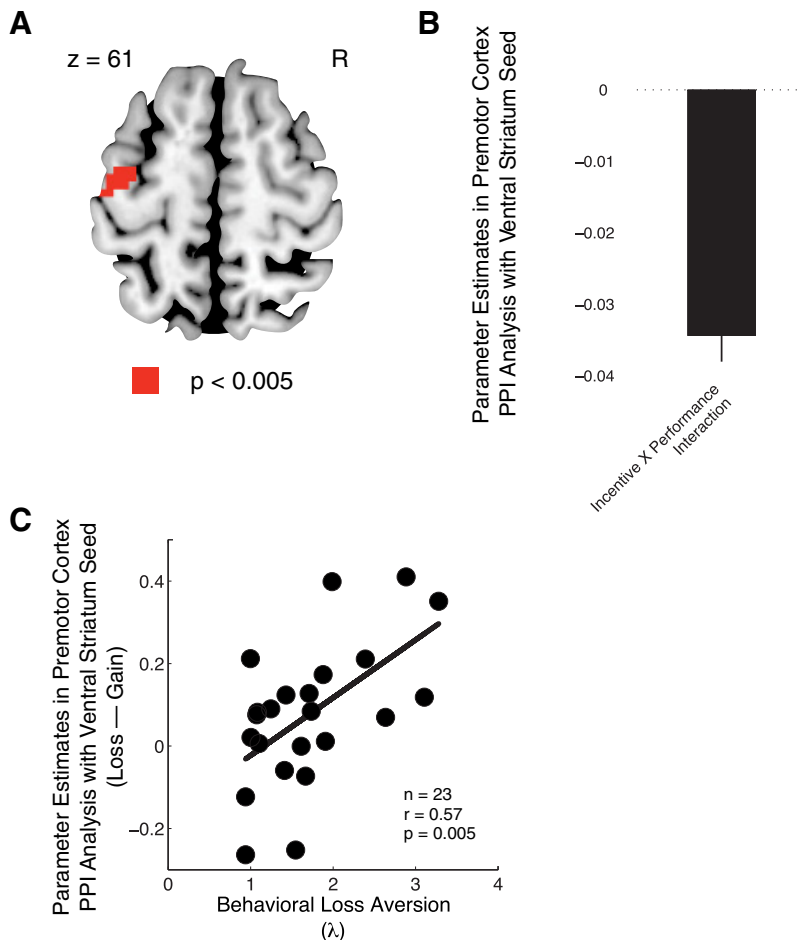 A
z = 61
R
p < 0.005
B
Parameter Estimates in Premotor Cortex
PPI Analysis with Ventral Striatum Seed
0
−0.01
−0.02
−0.03
−0.04
Incentive X Performance
Interaction
C
Parameter Estimates in Premotor Cortex
PPI Analysis with Ventral Striatum Seed
(Loss — Gain)
0.4
0.2
0
−0.2
n = 23
r = 0.57
p = 0.005
0 1 2 3 4
Behavioral Loss Aversion
(λ)